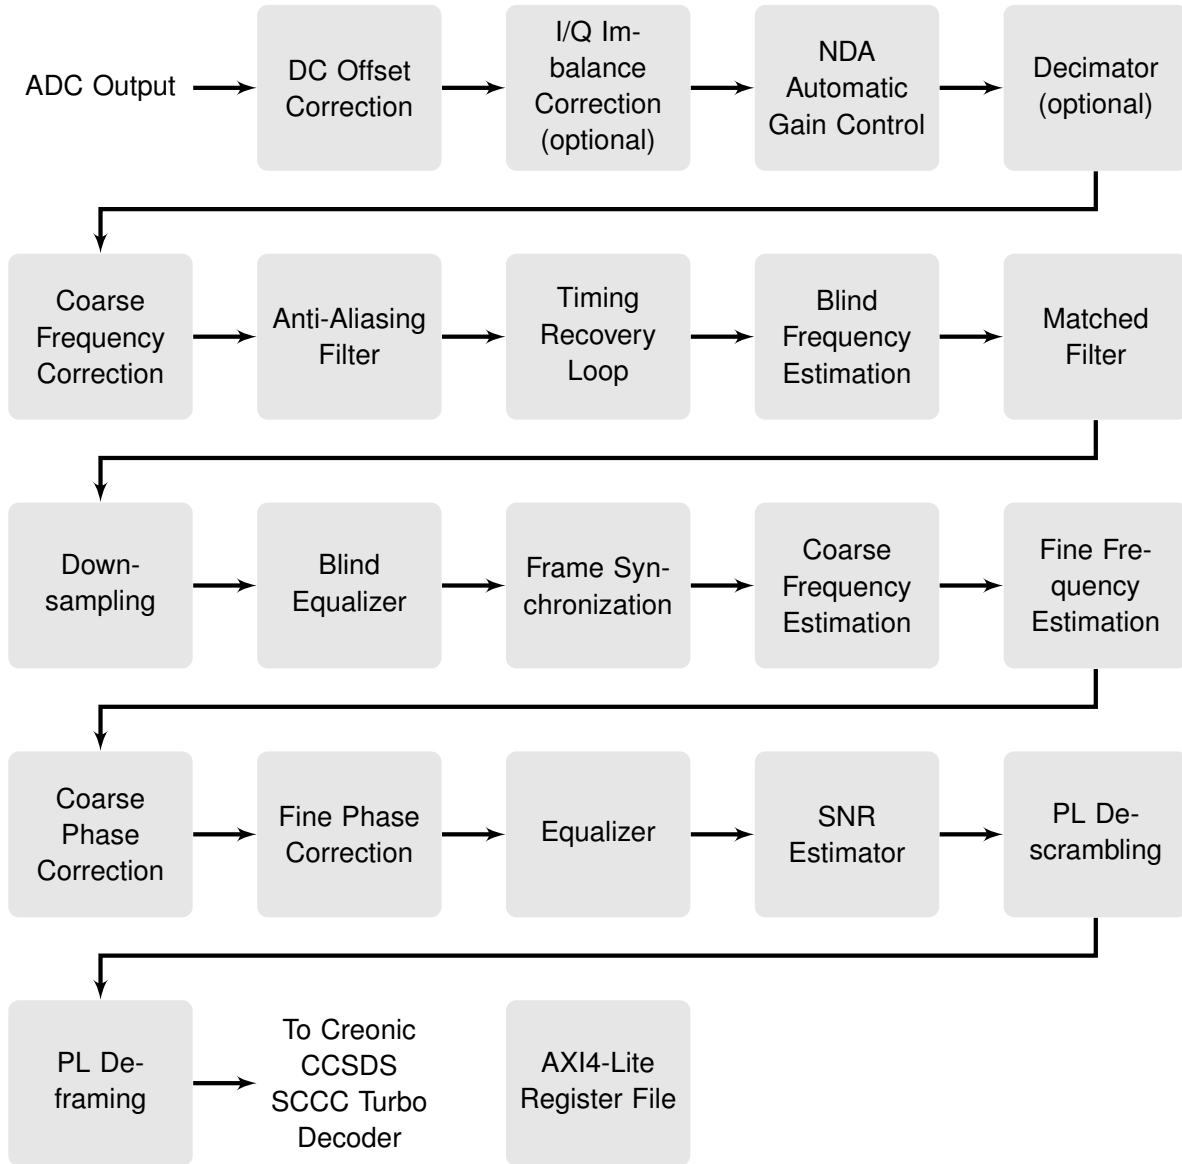 ADC Output
DC Offset
Correction
I/Q Im-
balance
Correction
(optional)
NDA
Automatic
Gain Control
Decimator
(optional)
Coarse
Frequency
Correction
Anti-Aliasing
Filter
Timing
Recovery
Loop
Blind
Frequency
Estimation
Matched
Filter
Down-
sampling
Blind
Equalizer
Frame Syn-
chronization
Coarse
Frequency
Estimation
Fine Fre-
quency
Estimation
Coarse
Phase
Correction
Fine Phase
Correction
Equalizer
SNR
Estimator
PL De-
scrambling
PL De-
framing
To Creonic
CCSDS
SCCC Turbo
Decoder
AXI4-Lite
Register File